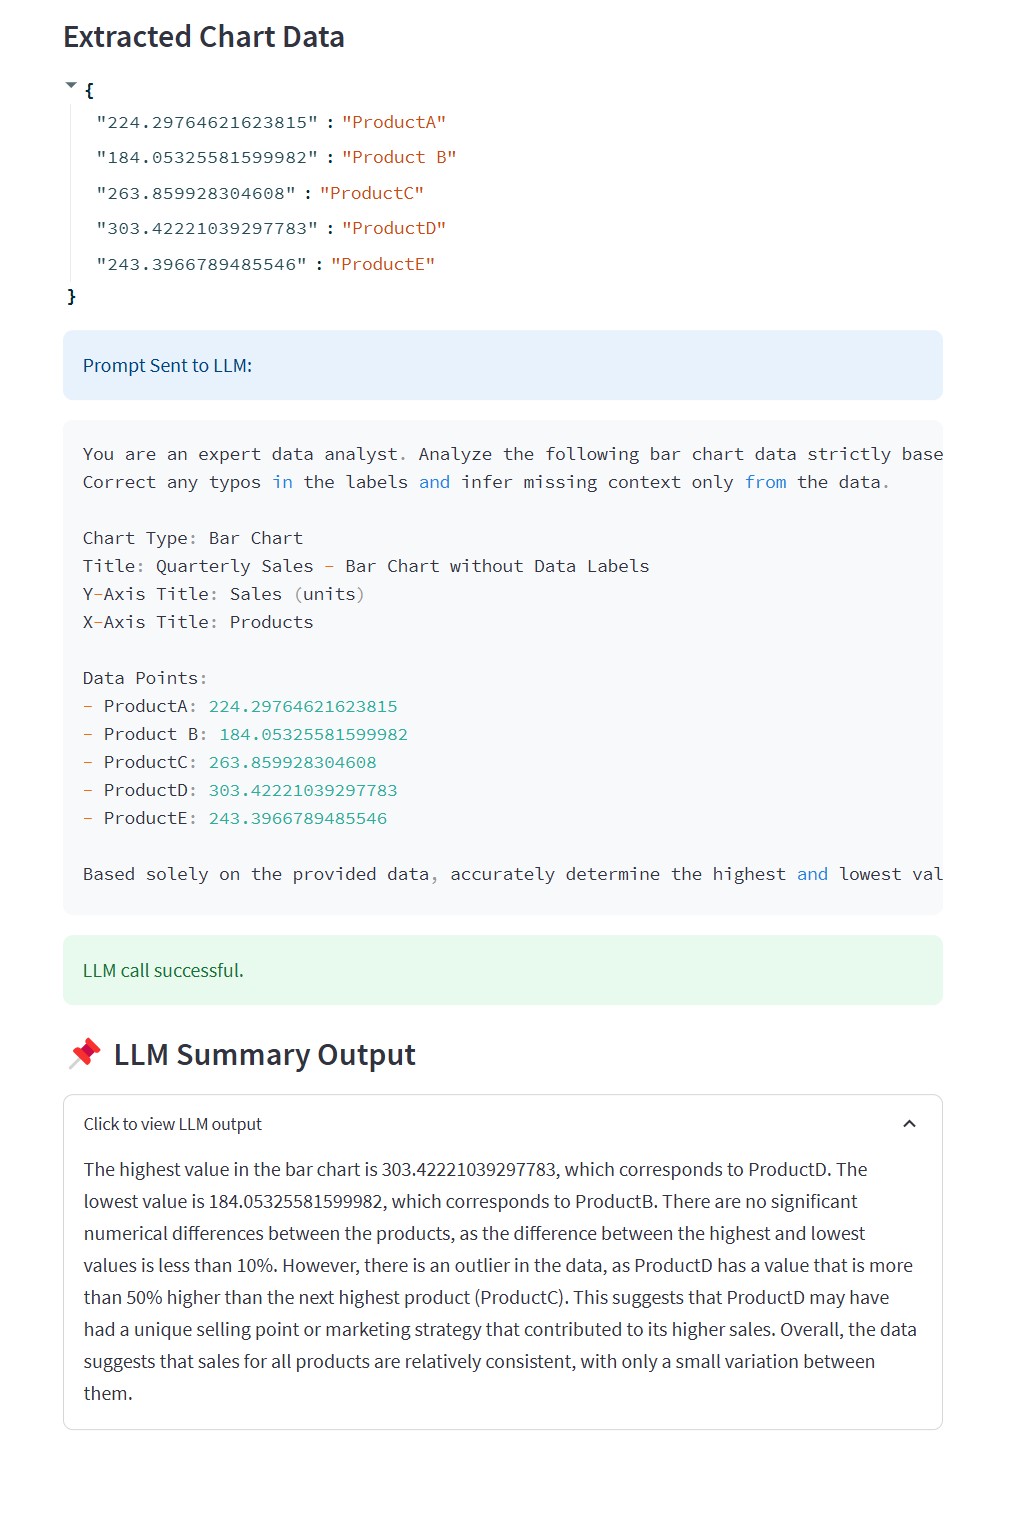 Extracted Chart Data
{
"224.29764621623815" : "ProductA"
"184.05325581599982" : "Product B"
"263.859928304608" : "ProductC"
"303.42221039297783" : "ProductD"
"243.3966789485546" : "ProductE"
}
Prompt Sent to LLM:
You are an expert data analyst. Analyze the following bar chart data strictly base
Correct any typos in the labels and infer missing context only from the data.
Chart Type: Bar Chart
Title: Quarterly Sales - Bar Chart without Data Labels
Y-Axis Title: Sales (units)
X-Axis Title: Products
Data Points:
- ProductA: 224.29764621623815
- Product B: 184.05325581599982
- ProductC: 263.859928304608
- ProductD: 303.42221039297783
- ProductE: 243.3966789485546
Based solely on the provided data, accurately determine the highest and lowest val
LLM call successful.
📌 LLM Summary Output
Click to view LLM output
The highest value in the bar chart is 303.42221039297783, which corresponds to ProductD. The
lowest value is 184.05325581599982, which corresponds to ProductB. There are no significant
numerical differences between the products, as the difference between the highest and lowest
values is less than 10%. However, there is an outlier in the data, as ProductD has a value that is more
than 50% higher than the next highest product (ProductC). This suggests that ProductD may have
had a unique selling point or marketing strategy that contributed to its higher sales. Overall, the data
suggests that sales for all products are relatively consistent, with only a small variation between
them.